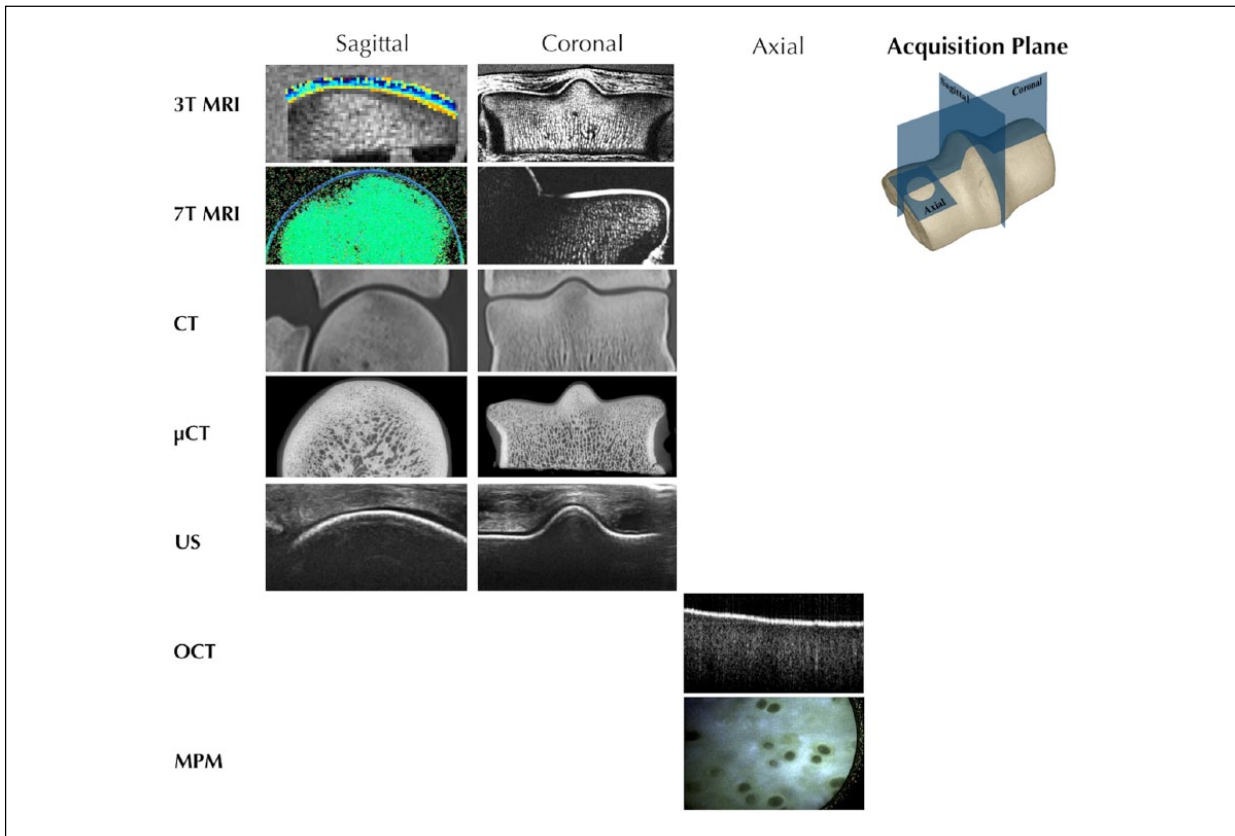 Sagittal Coronal Axial Acquisition Plane
Sagittal
Coronal
Axial
3T MRI
7T MRI
CT
μCT
US
OCT
MPM